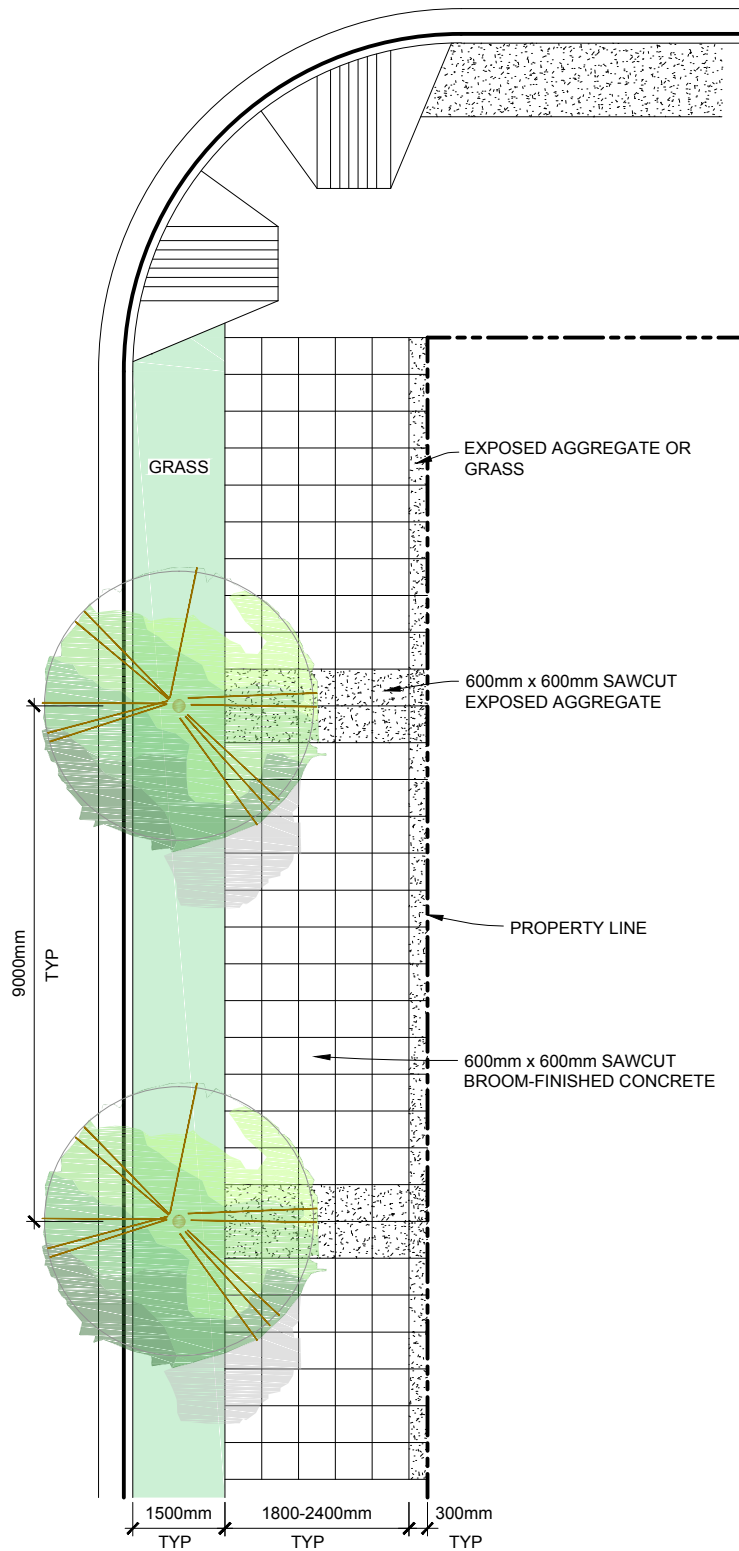 GRASS
EXPOSED AGGREGATE OR
GRASS
600mm x 600mm SAWCUT
EXPOSED AGGREGATE
PROPERTY LINE
9000mm
TYP
600mm x 600mm SAWCUT
BROOM-FINISHED CONCRETE
1500mm
TYP
1800-2400mm
TYP
300mm
TYP